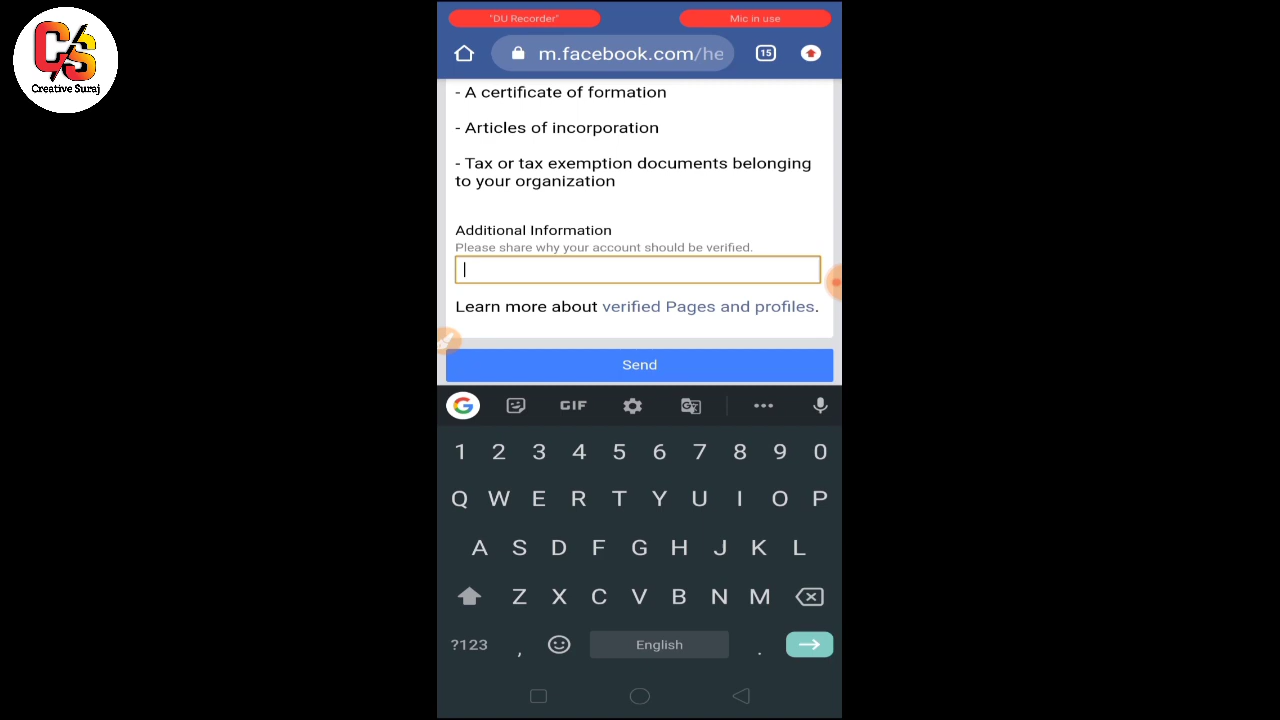 "DU Recorder"
Mic in use
CS
Creative Suraj
m.facebook.com/he
15
- A certificate of formation
- Articles of incorporation
- Tax or tax exemption documents belonging
to your organization
Additional Information
Please share why your account should be verified.
Learn more about verified Pages and profiles.
Send
G
GIF
G
1 2 3 4 5 6 7 8 9 0
Q W E R T Y U I O P
A S D F G H J K L
Z X C V B N M
?123 , English .